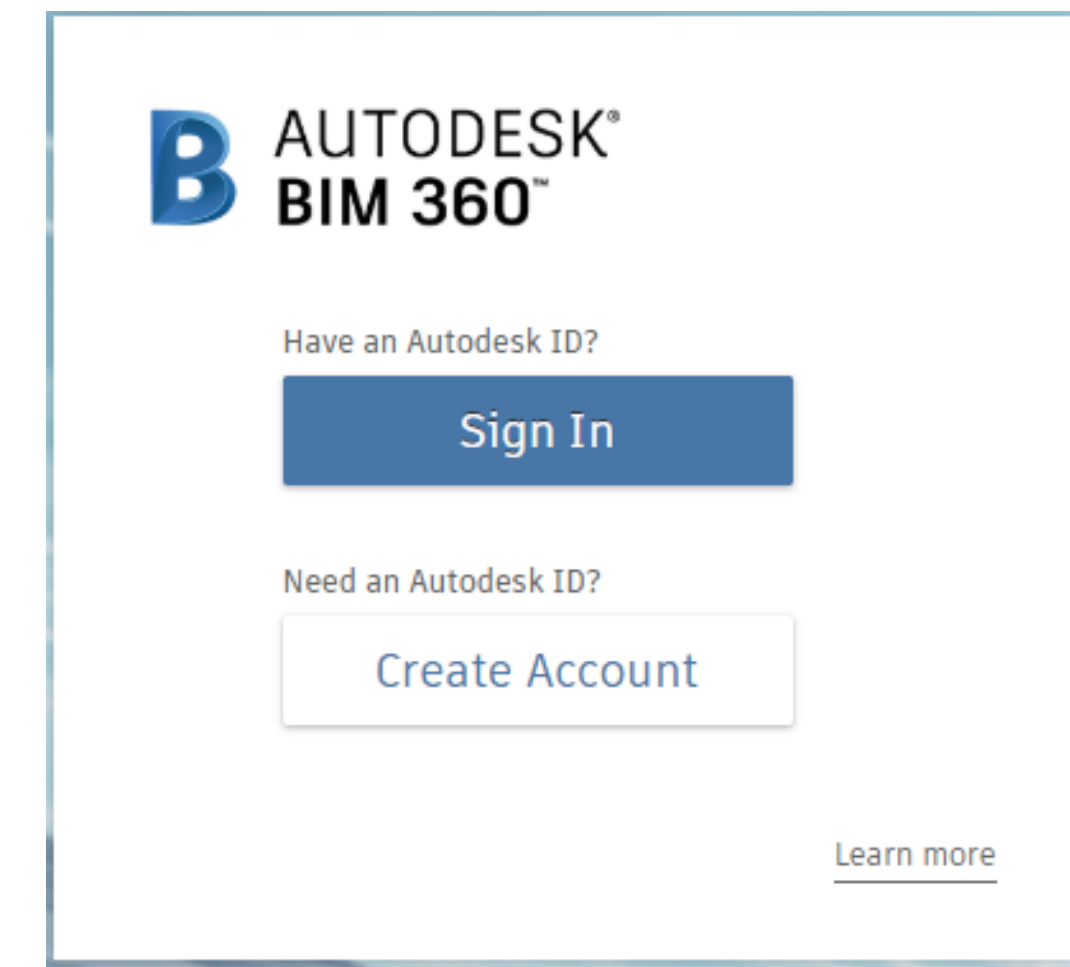 AUTODESK®
BIM 360™
Have an Autodesk ID?
Sign In
Need an Autodesk ID?
Create Account
Learn more